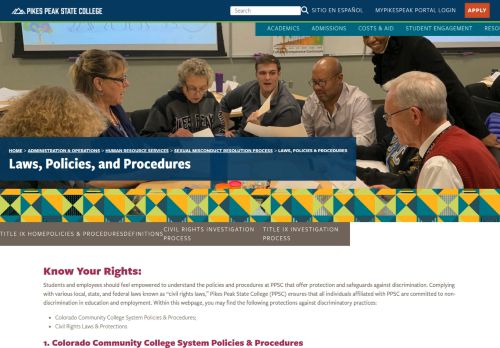 PIKES PEAK STATE COLLEGE
Search
SITIO EN ESPAÑOL
MYPIKESPEAK PORTAL LOGIN
APPLY
ACADEMICS ADMISSIONS COSTS & AID STUDENT ENGAGEMENT RESOU
HOME > ADMINISTRATION & OPERATIONS > HUMAN RESOURCE SERVICES > SEXUAL MISCONDUCT RESOLUTION PROCESS > LAWS, POLICIES & PROCEDURES
Laws, Policies, and Procedures
TITLE IX HOME POLICIES & PROCEDURES DEFINITIONS CIVIL RIGHTS INVESTIGATION PROCESS TITLE IX INVESTIGATION PROCESS
Know Your Rights:
Students and employees should feel empowered to understand the policies and procedures at PPSC that offer protection and safeguards against discrimination. Complying
with various local, state, and federal laws known as "civil rights laws," Pikes Peak State College (PPSC) ensures that all individuals affiliated with PPSC are committed to non-
discrimination in education and employment. Within this webpage, you may find the following protections against discriminatory practices:
• Colorado Community College System Policies & Procedures;
• Civil Rights Laws & Protections
1. Colorado Community College System Policies & Procedures